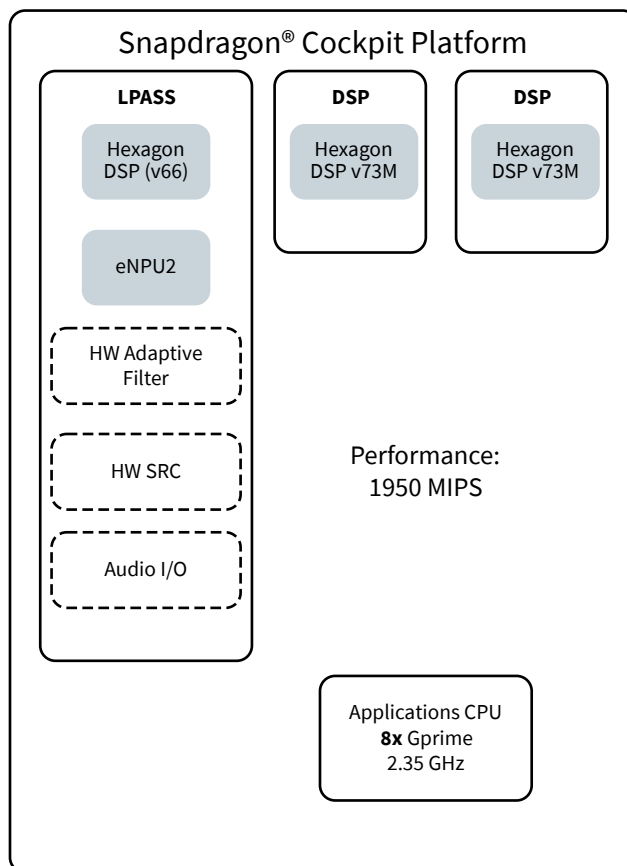 Snapdragon® Cockpit Platform
LPASS
Hexagon
DSP (v66)
eNPU2
HW Adaptive
Filter
HW SRC
Audio I/O
DSP
Hexagon
DSP v73M
DSP
Hexagon
DSP v73M
Performance:
1950 MIPS
Applications CPU
8x Gprime
2.35 GHz